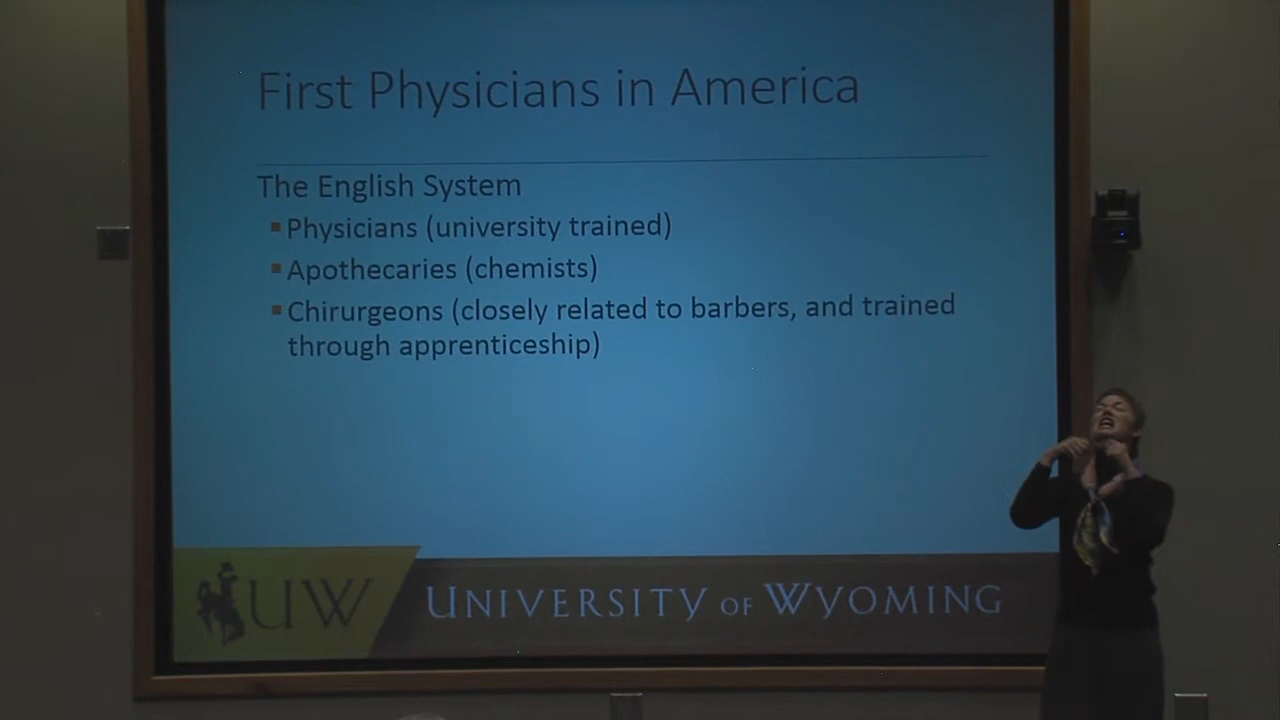 First Physicians in America
The English System
▪Physicians (university trained)
▪Apothecaries (chemists)
▪Chirurgeons (closely related to barbers, and trained
through apprenticeship)
UW
UNIVERSITY OF WYOMING